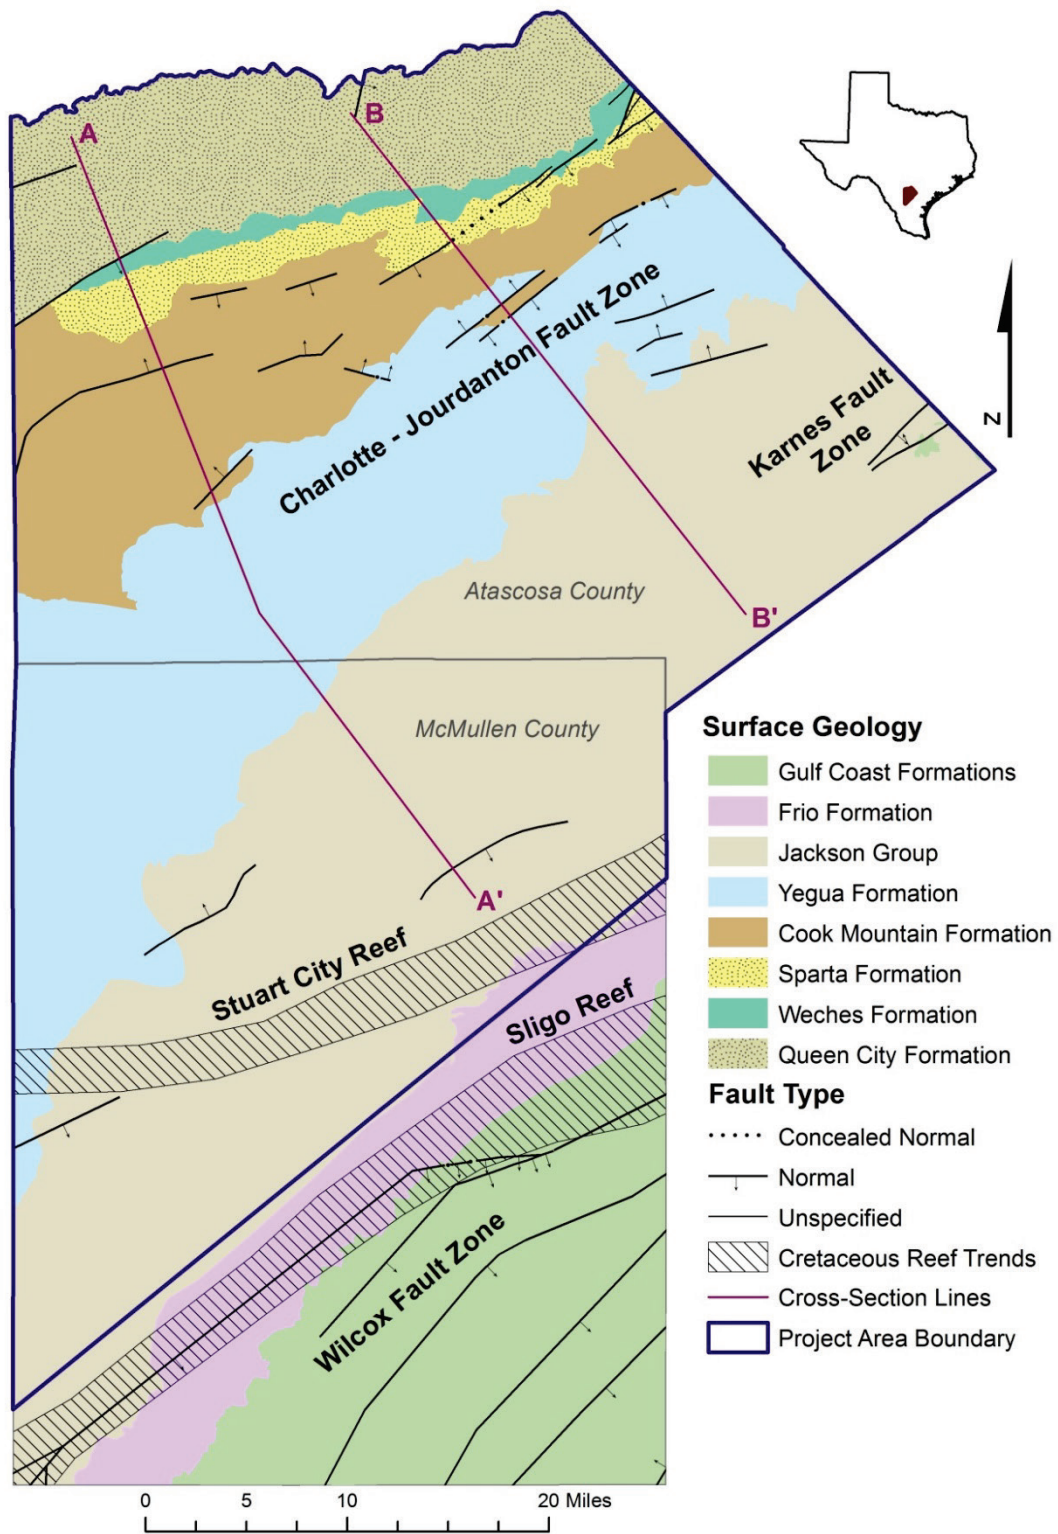 A
B
Charlotte - Jourdanton Fault Zone
Karnes Fault
Zone
N
Atascosa County
B'
McMullen County
A'
Stuart City Reef
Sligo Reef
Wilcox Fault Zone
Surface Geology
Gulf Coast Formations
Frio Formation
Jackson Group
Yegua Formation
Cook Mountain Formation
Sparta Formation
Weches Formation
Queen City Formation
Fault Type
Concealed Normal
Normal
Unspecified
Cretaceous Reef Trends
Cross-Section Lines
Project Area Boundary
0 5 10 20 Miles